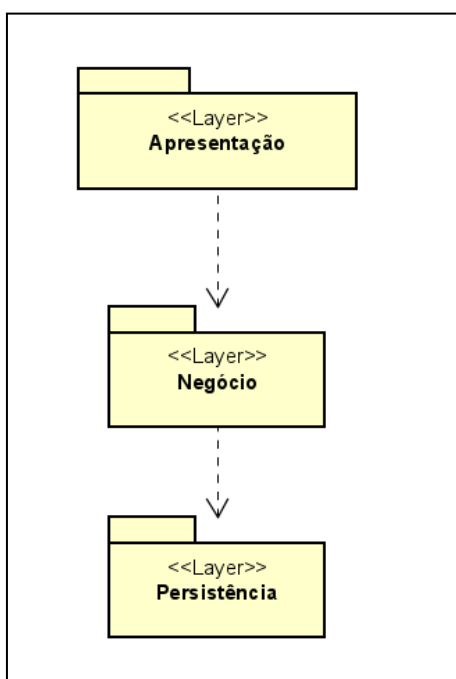 <<Layer>>
Apresentação
<<Layer>>
Negócio
<<Layer>>
Persistência